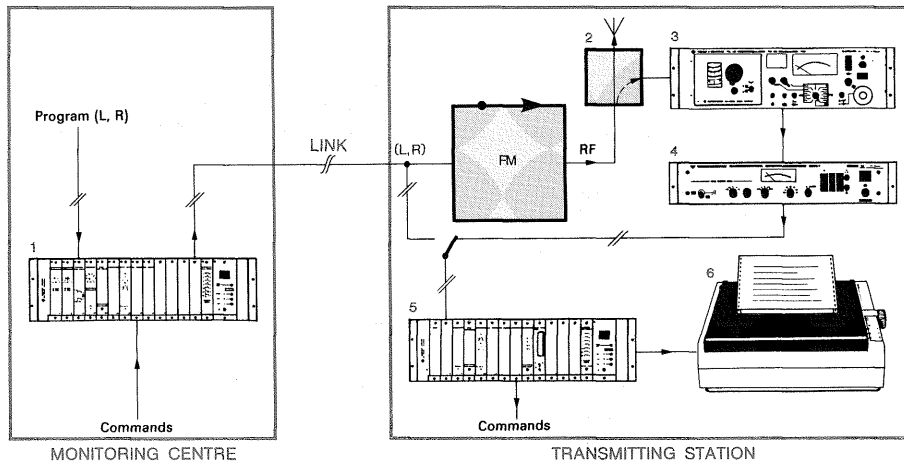 2
3
Program (L, R)
LINK
(L,R)
FM
RF
4
1
6
5
Commands
Commands
MONITORING CENTRE
TRANSMITTING STATION